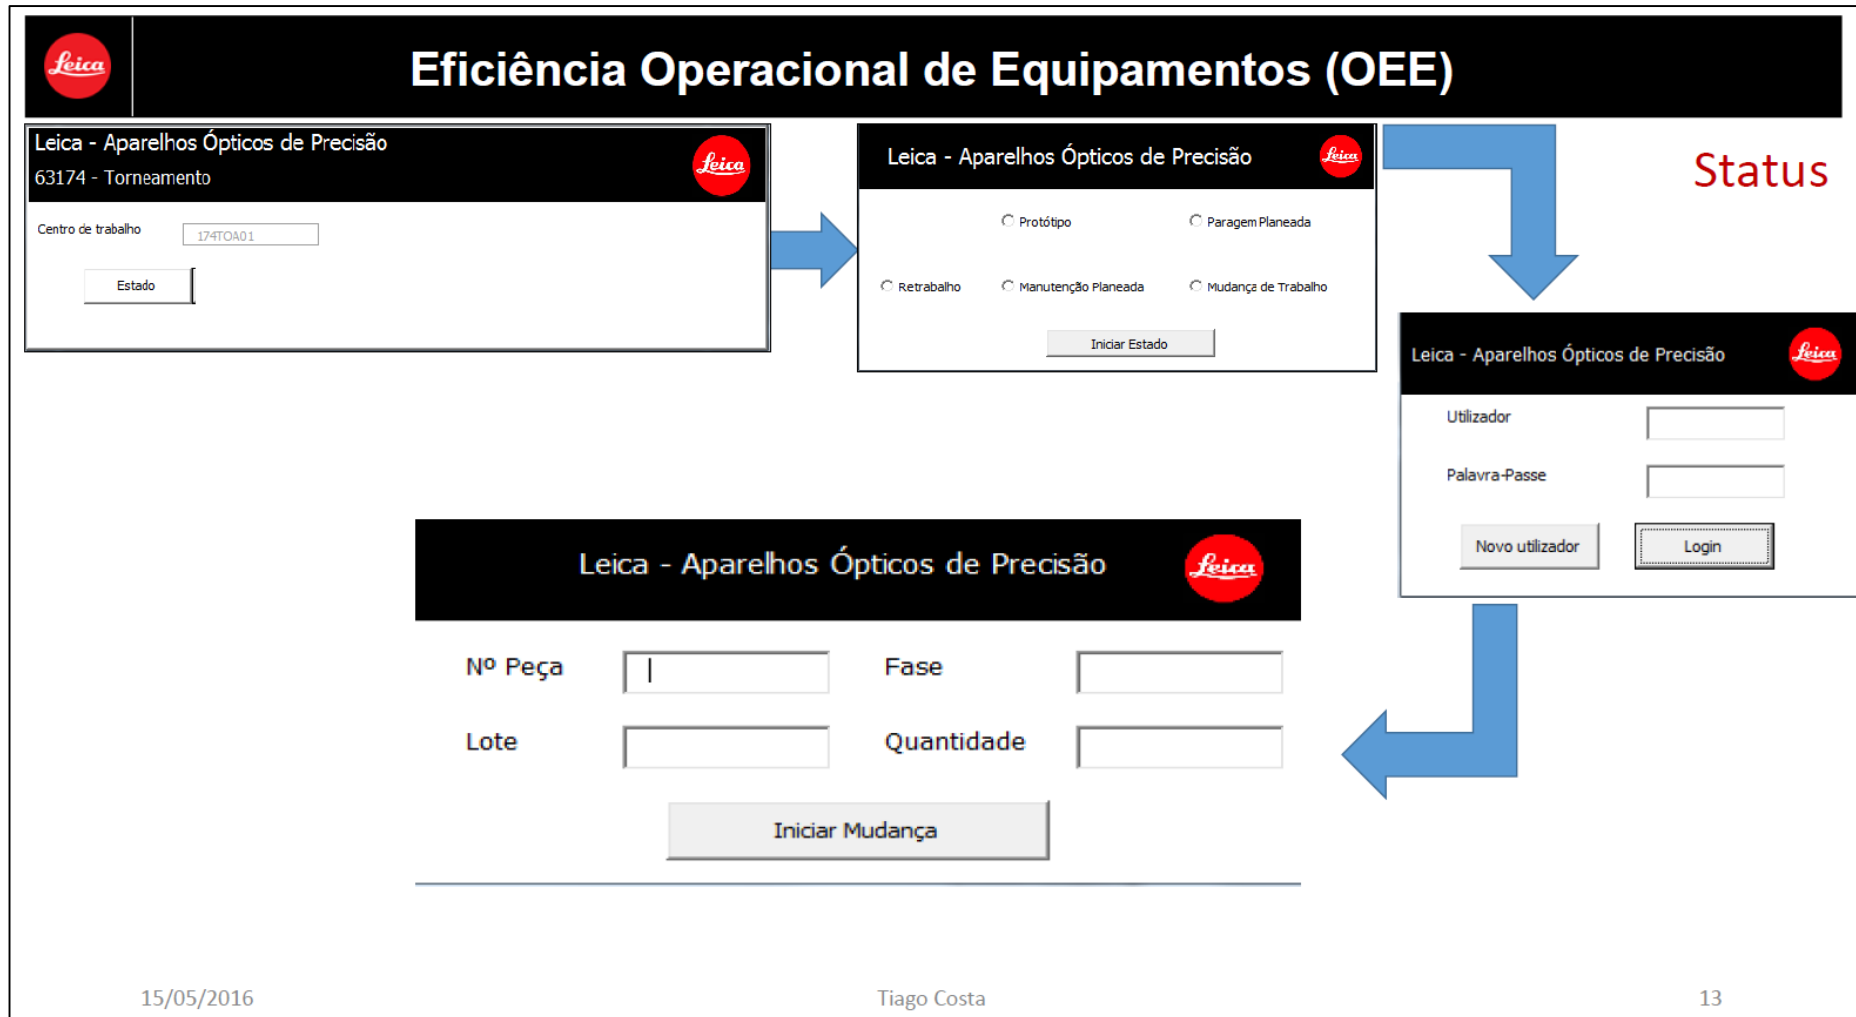 Leica
Eficiência Operacional de Equipamentos (OEE)
Leica - Aparelhos Ópticos de Precisão
63174 - Torneamento
Leica
Centro de trabalho
174TOA01
Estado
Leica - Aparelhos Ópticos de Precisão
Leica
Protótipo
Paragem Planeada
Retrabalho
Manutenção Planeada
Mudança de Trabalho
Iniciar Estado
Status
Leica - Aparelhos Ópticos de Precisão
Leica
Utilizador
Palavra-Passe
Novo utilizador
Login
Leica - Aparelhos Ópticos de Precisão
Leica
Nº Peça
Fase
Lote
Quantidade
Iniciar Mudança
15/05/2016
Tiago Costa
13